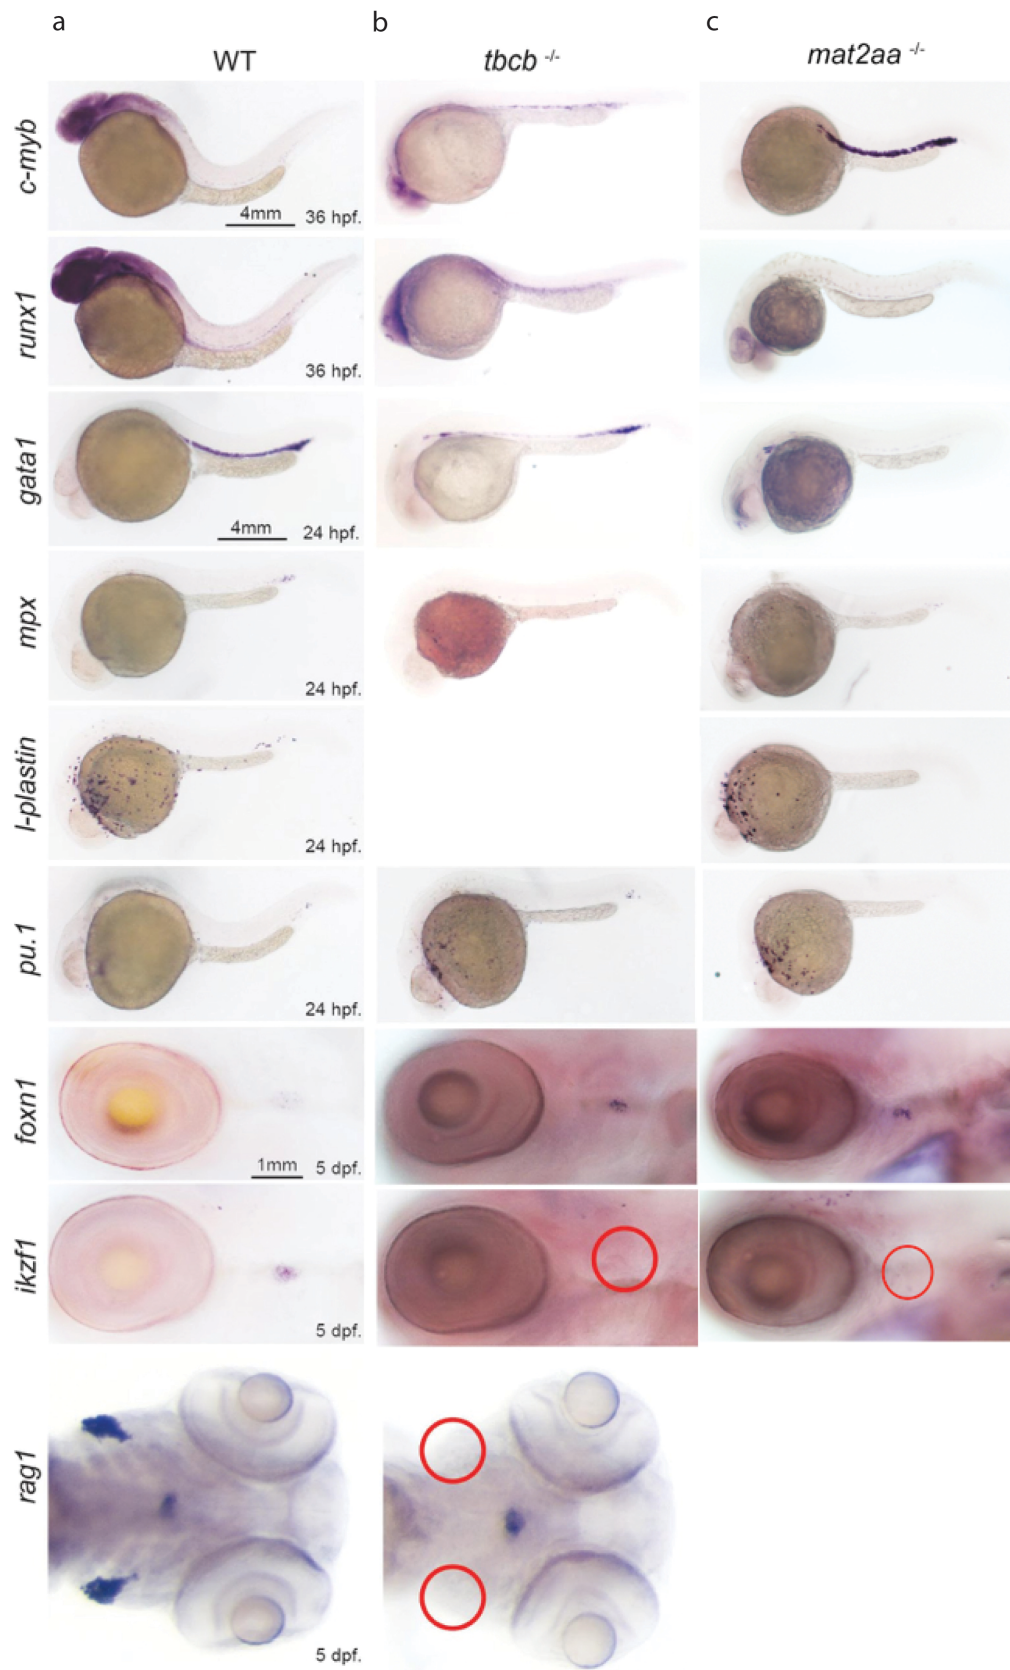 a b c
WT tbcb -/- mat2aa -/-
c-myb
4mm 36 hpf.
runx1
36 hpf.
gata1
4mm 24 hpf.
mpx
24 hpf.
l-plastin
24 hpf.
pu.1
24 hpf.
foxn1
1mm 5 dpf.
ikzf1
5 dpf.
rag1
5 dpf.